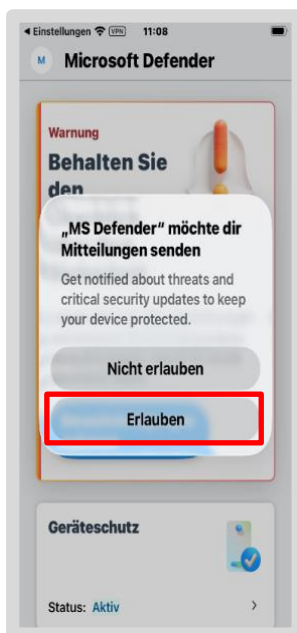 Einstellungen VPN 11:08
M Microsoft Defender
Warnung
Behalten Sie
den
„MS Defender“ möchte dir
Mitteilungen senden
Get notified about threats and
critical security updates to keep
your device protected.
Nicht erlauben
Erlauben
Geräteschutz
Status: Aktiv